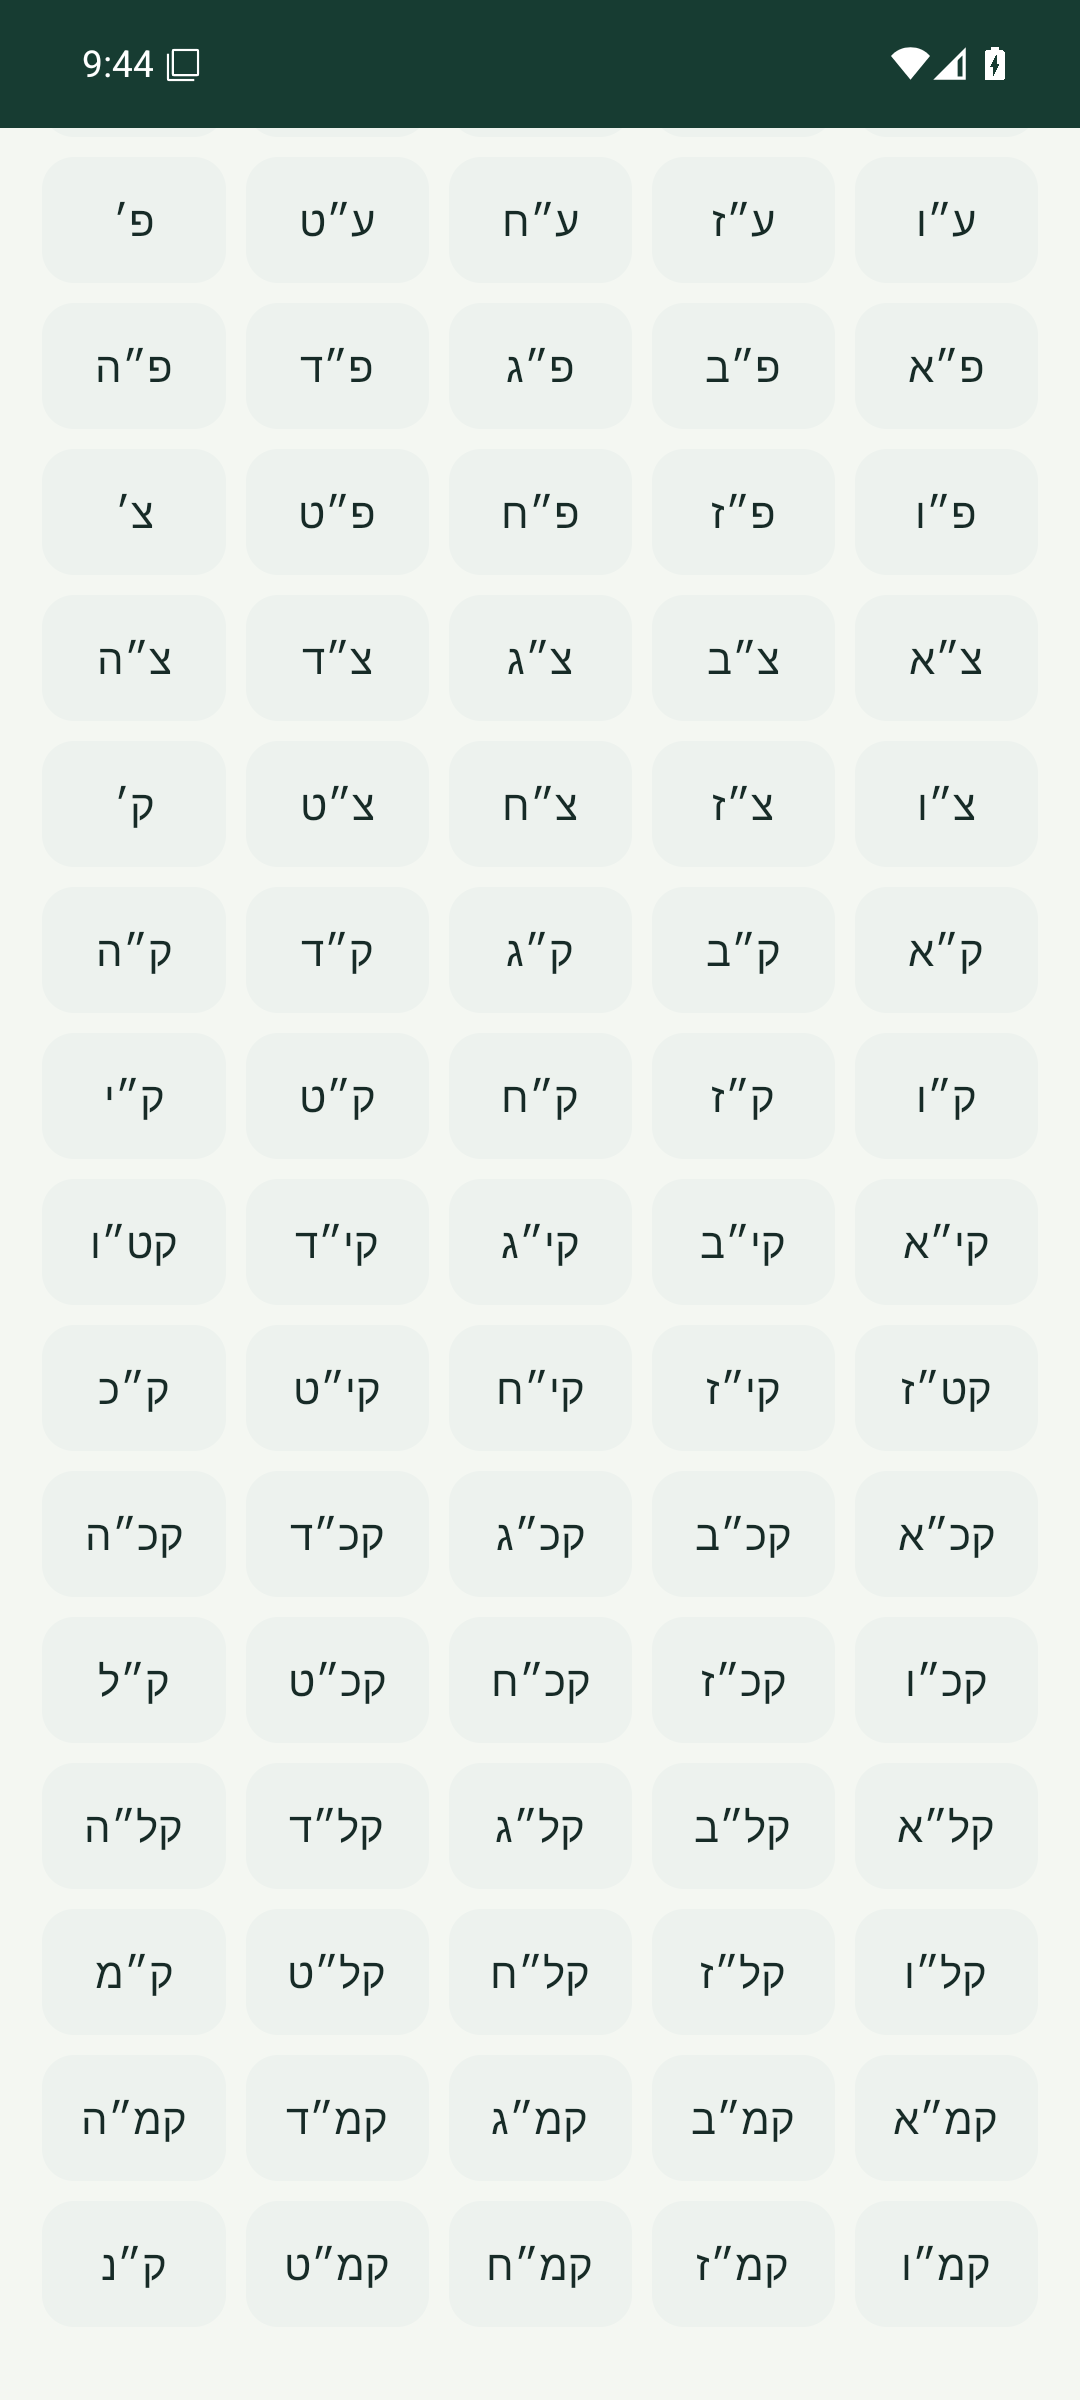 9:44
ע״ו ע״ז ע״ח ע״ט פ׳
פ״א פ״ב פ״ג פ״ד פ״ה
פ״ו פ״ז פ״ח פ״ט צ׳
צ״א צ״ב צ״ג צ״ד צ״ה
צ״ו צ״ז צ״ח צ״ט ק׳
ק״א ק״ב ק״ג ק״ד ק״ה
ק״ו ק״ז ק״ח ק״ט ק״י
קי״א קי״ב קי״ג קי״ד קט״ו
קט״ז קי״ז קי״ח קי״ט ק״כ
קכ״א קכ״ב קכ״ג קכ״ד קכ״ה
קכ״ו קכ״ז קכ״ח קכ״ט ק״ל
קל״א קל״ב קל״ג קל״ד קל״ה
קל״ו קל״ז קל״ח קל״ט ק״מ
קמ״א קמ״ב קמ״ג קמ״ד קמ״ה
קמ״ו קמ״ז קמ״ח קמ״ט ק״נ